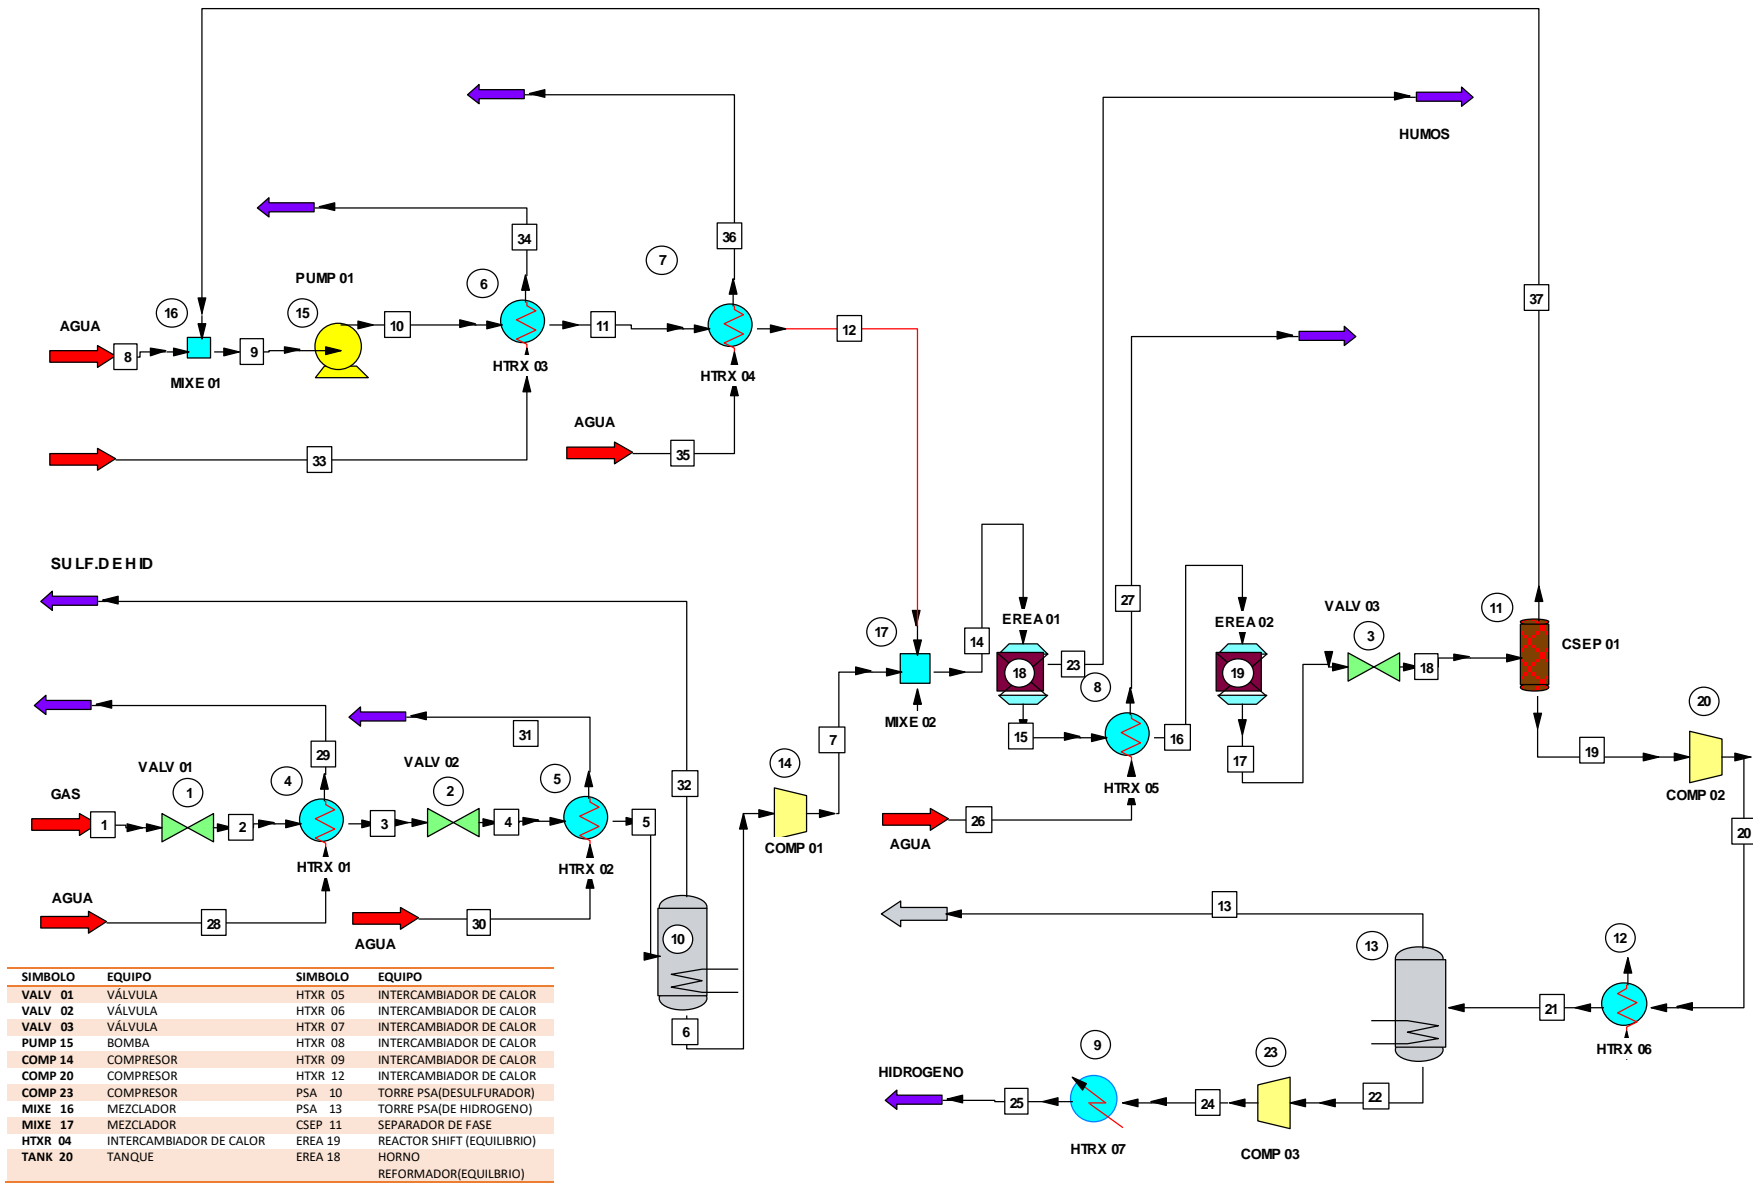 HUMOS
34
36
7
6
PUMP 01
16
15
37
AGUA
8
9
10
11
12
MIXE 01
HTRX 03
HTRX 04
AGUA
33
35
SULF.DEHID
27
EREA 01
EREA 02
VALV 03
11
17
14
3
CSEP 01
18
23
8
19
18
MIXE 02
15
16
20
7
31
17
19
29
VALV 01
VALV 02
14
HTRX 05
COMP 02
4
5
32
GAS
1
2
1
2
3
4
5
COMP 01
26
20
HTRX 01
HTRX 02
AGUA
AGUA
28
30
13
AGUA
10
13
12
21
6
HTRX 06
9
23
HIDROGENO
25
24
22
HTRX 07
COMP 03
SIMBOLO EQUIPO SIMBOLO EQUIPO
VALV 01 VÁLVULA HTXR 05 INTERCAMBIADOR DE CALOR
VALV 02 VÁLVULA HTXR 06 INTERCAMBIADOR DE CALOR
VALV 03 VÁLVULA HTXR 07 INTERCAMBIADOR DE CALOR
PUMP 15 BOMBA HTXR 08 INTERCAMBIADOR DE CALOR
COMP 14 COMPRESOR HTXR 09 INTERCAMBIADOR DE CALOR
COMP 20 COMPRESOR HTXR 12 INTERCAMBIADOR DE CALOR
COMP 23 COMPRESOR PSA 10 TORRE PSA(DESULFURADOR)
MIXE 16 MEZCLADOR PSA 13 TORRE PSA(DE HIDROGENO)
MIXE 17 MEZCLADOR CSEP 11 SEPARADOR DE FASE
HTXR 04 INTERCAMBIADOR DE CALOR EREA 19 REACTOR SHIFT (EQUILIBRIO)
TANK 20 TANQUE EREA 18 HORNO
REFORMADOR(EQUILBRIO)